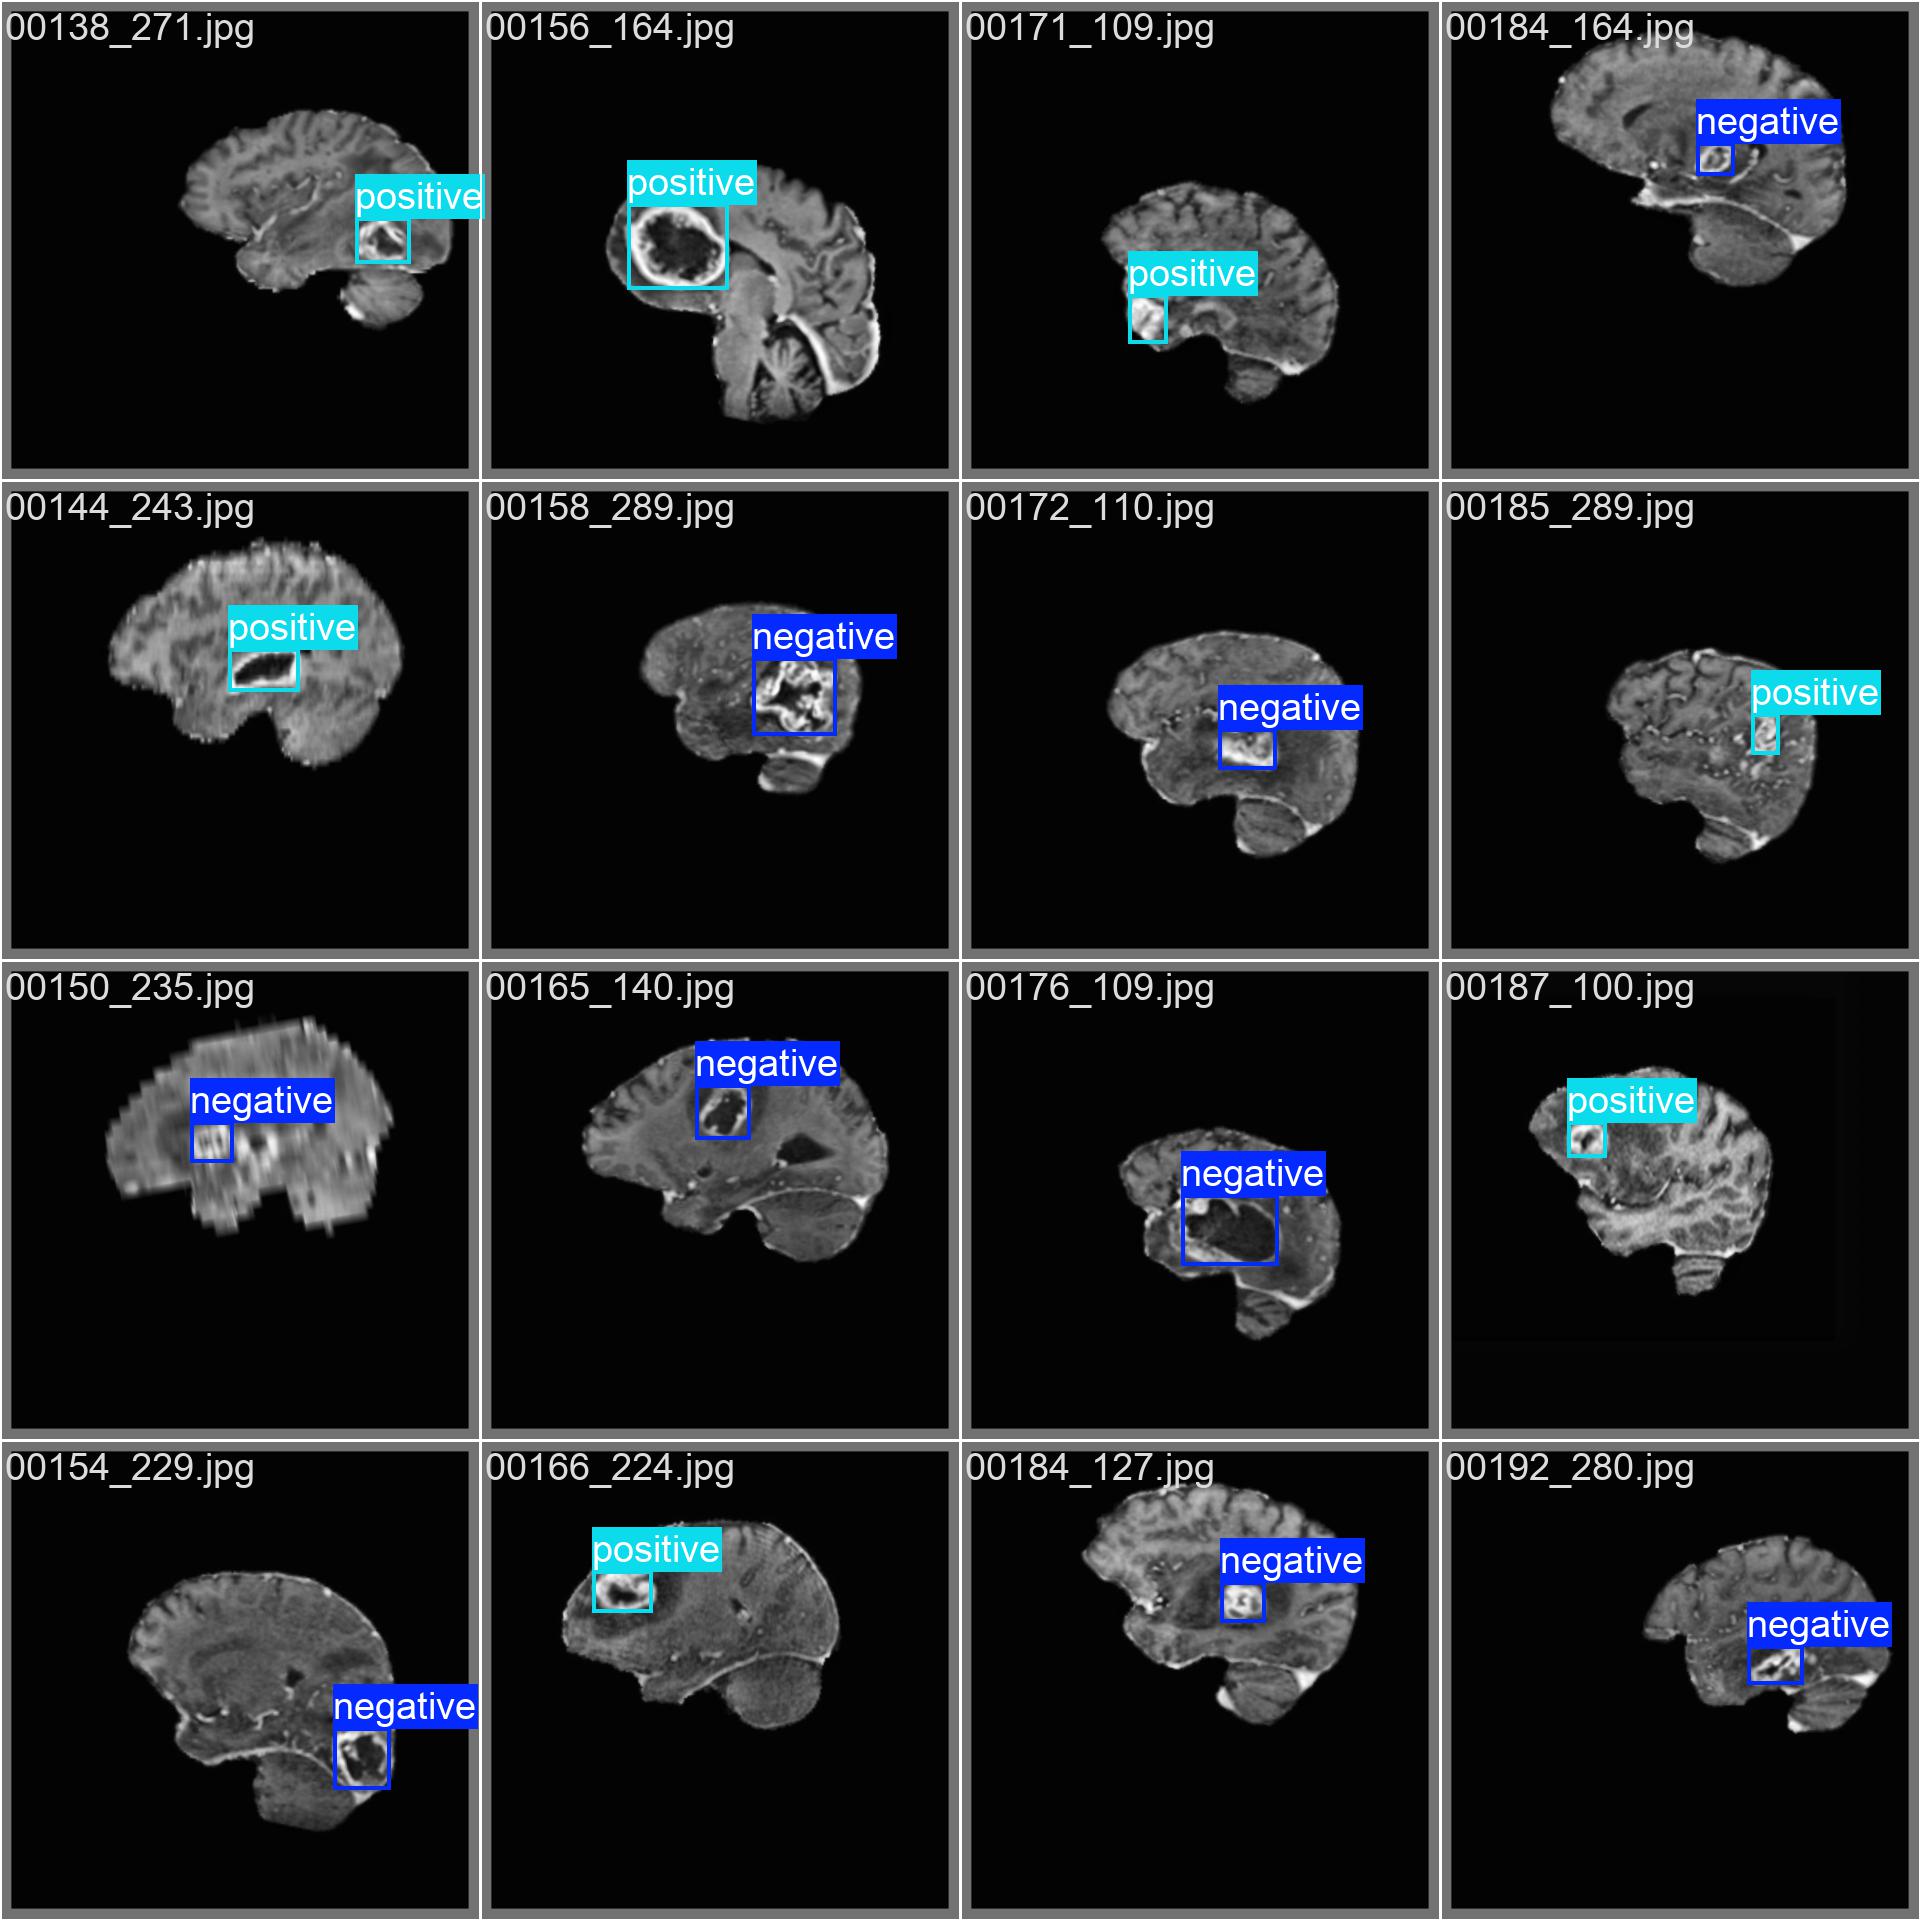 00138_271.jpg
positive
00156_164.jpg
positive
00171_109.jpg
positive
00184_164.jpg
negative
00144_243.jpg
positive
00158_289.jpg
negative
00172_110.jpg
negative
00185_289.jpg
positive
00150_235.jpg
negative
00165_140.jpg
negative
00176_109.jpg
negative
00187_100.jpg
positive
00154_229.jpg
negative
00166_224.jpg
positive
00184_127.jpg
negative
00192_280.jpg
negative